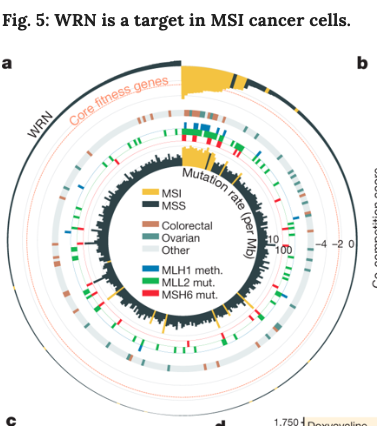 Fig. 5: WRN is a target in MSI cancer cells.
a
b
WRN
Core fitness genes
Mutation rate (per Mb)
MSI
MSS
Colorectal
Ovarian
Other
MLH1 meth.
MLL2 mut.
MSH6 mut.
10
100
−4 −2 0
c
d
1,750
Doxycycline